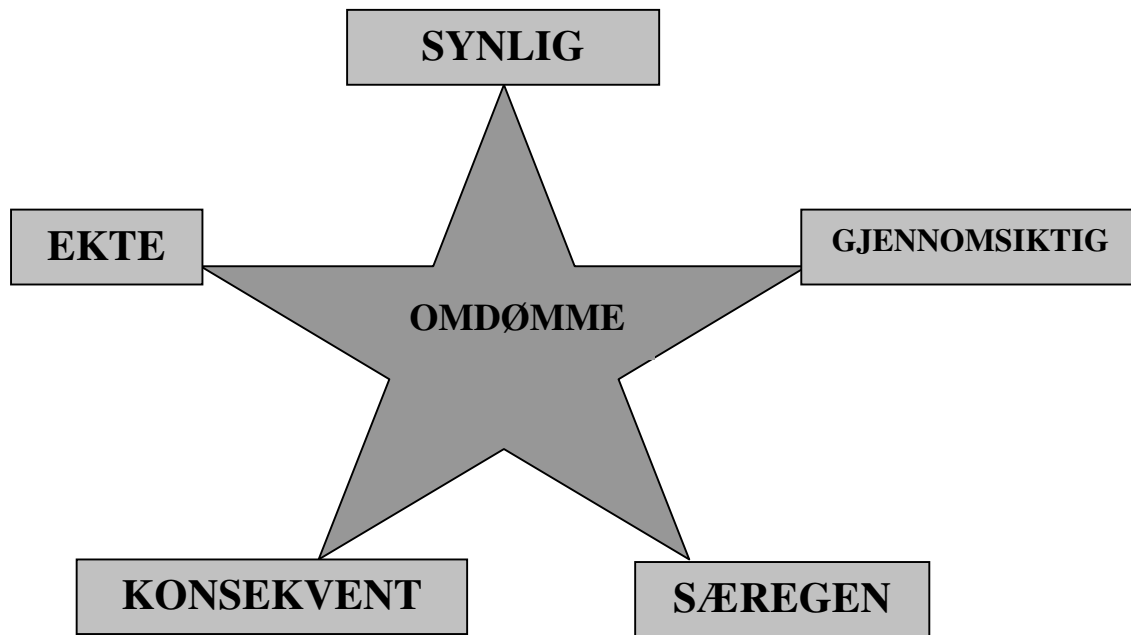 SYNLIG
EKTE
GJENNOMSIKTIG
OMDØMME
KONSEKVENT
SÆREGEN